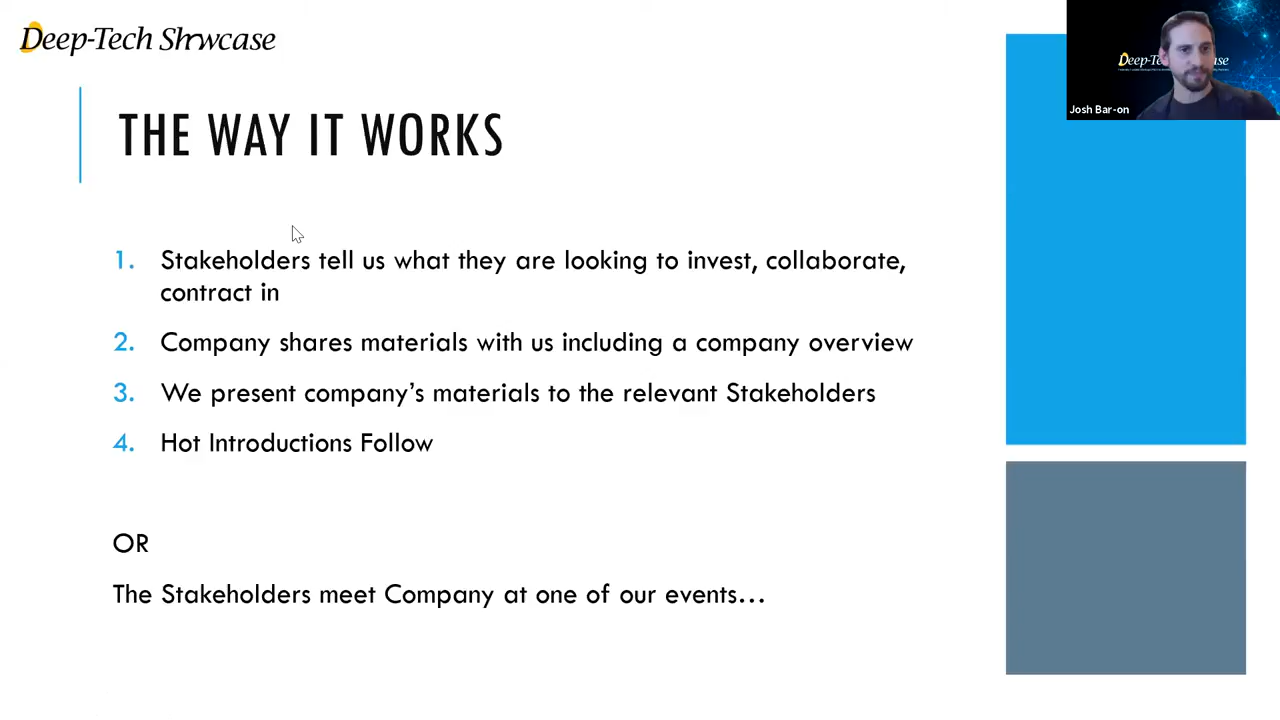 Deep-Tech Showcase
THE WAY IT WORKS
1. Stakeholders tell us what they are looking to invest, collaborate,
contract in
2. Company shares materials with us including a company overview
3. We present company's materials to the relevant Stakeholders
4. Hot Introductions Follow
OR
The Stakeholders meet Company at one of our events...
Josh Bar-on